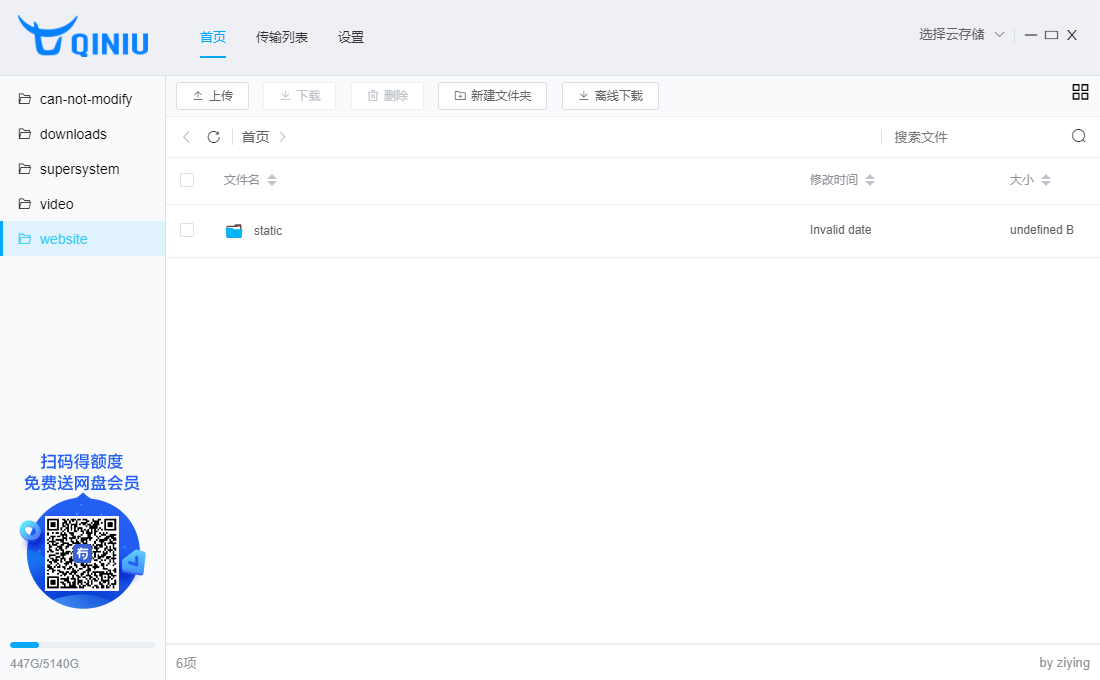 QINIU
首页 传输列表 设置
选择云存储
can-not-modify
downloads
supersystem
video
website
扫码得额度
免费送网盘会员
有
447G/5140G
上传 下载 删除 新建文件夹 离线下载
首页
搜索文件
文件名 修改时间 大小
static Invalid date undefined B
6项
by ziying